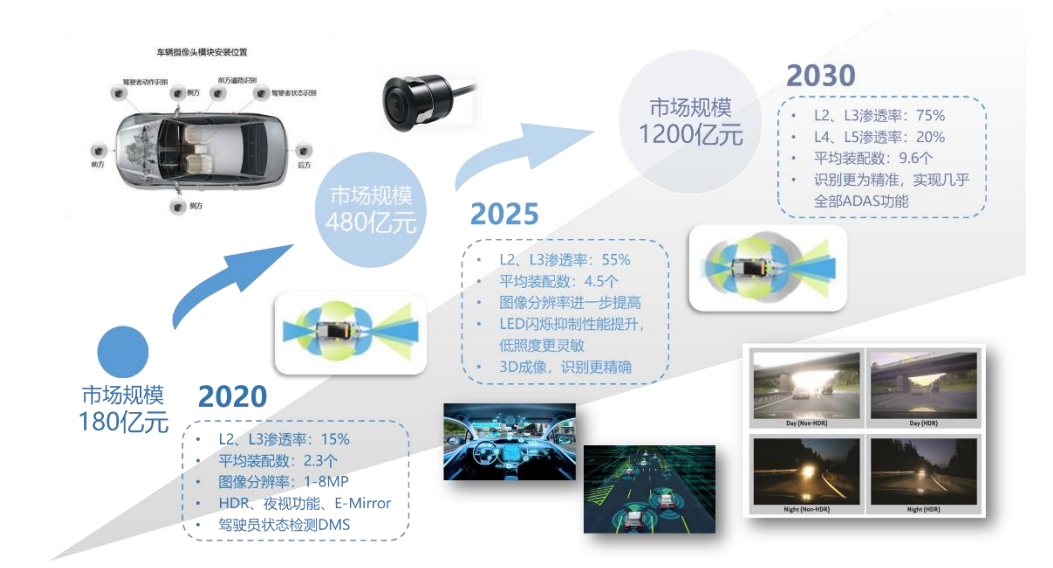 车辆摄像头模块安装位置
驾驶者动作识别
侧方
前方道路识别
驾驶者状态识别
前方
后方
侧方
市场规模
180亿元
2020
• L2、L3渗透率：15%
• 平均装配数：2.3个
• 图像分辨率：1-8MP
• HDR、夜视功能、E-Mirror
• 驾驶员状态检测DMS
市场规模
480亿元
2025
• L2、L3渗透率：55%
• 平均装配数：4.5个
• 图像分辨率进一步提高
• LED闪烁抑制性能提升，
低照度更灵敏
• 3D成像，识别更精确
市场规模
1200亿元
2030
• L2、L3渗透率：75%
• L4、L5渗透率：20%
• 平均装配数：9.6个
• 识别更为精准，实现几乎
全部ADAS功能
Day (Non-HDR)
Day (HDR)
Night (Non-HDR)
Night (HDR)